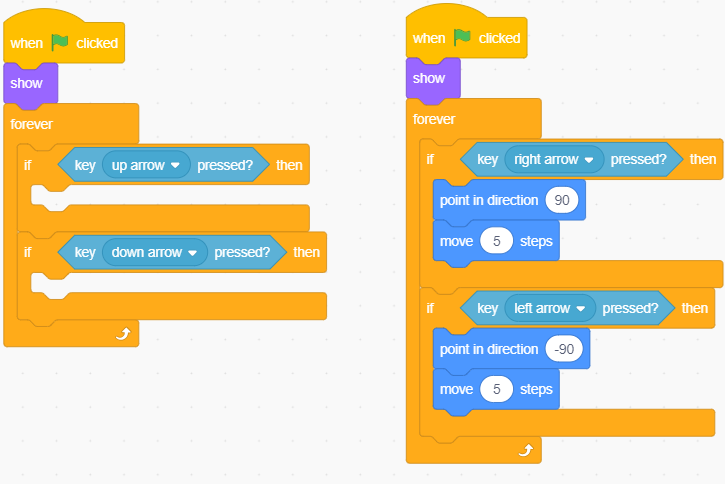 when clicked
show
forever
if key up arrow pressed? then
if key down arrow pressed? then
when clicked
show
forever
if key right arrow pressed? then
point in direction 90
move 5 steps
if key left arrow pressed? then
point in direction -90
move 5 steps